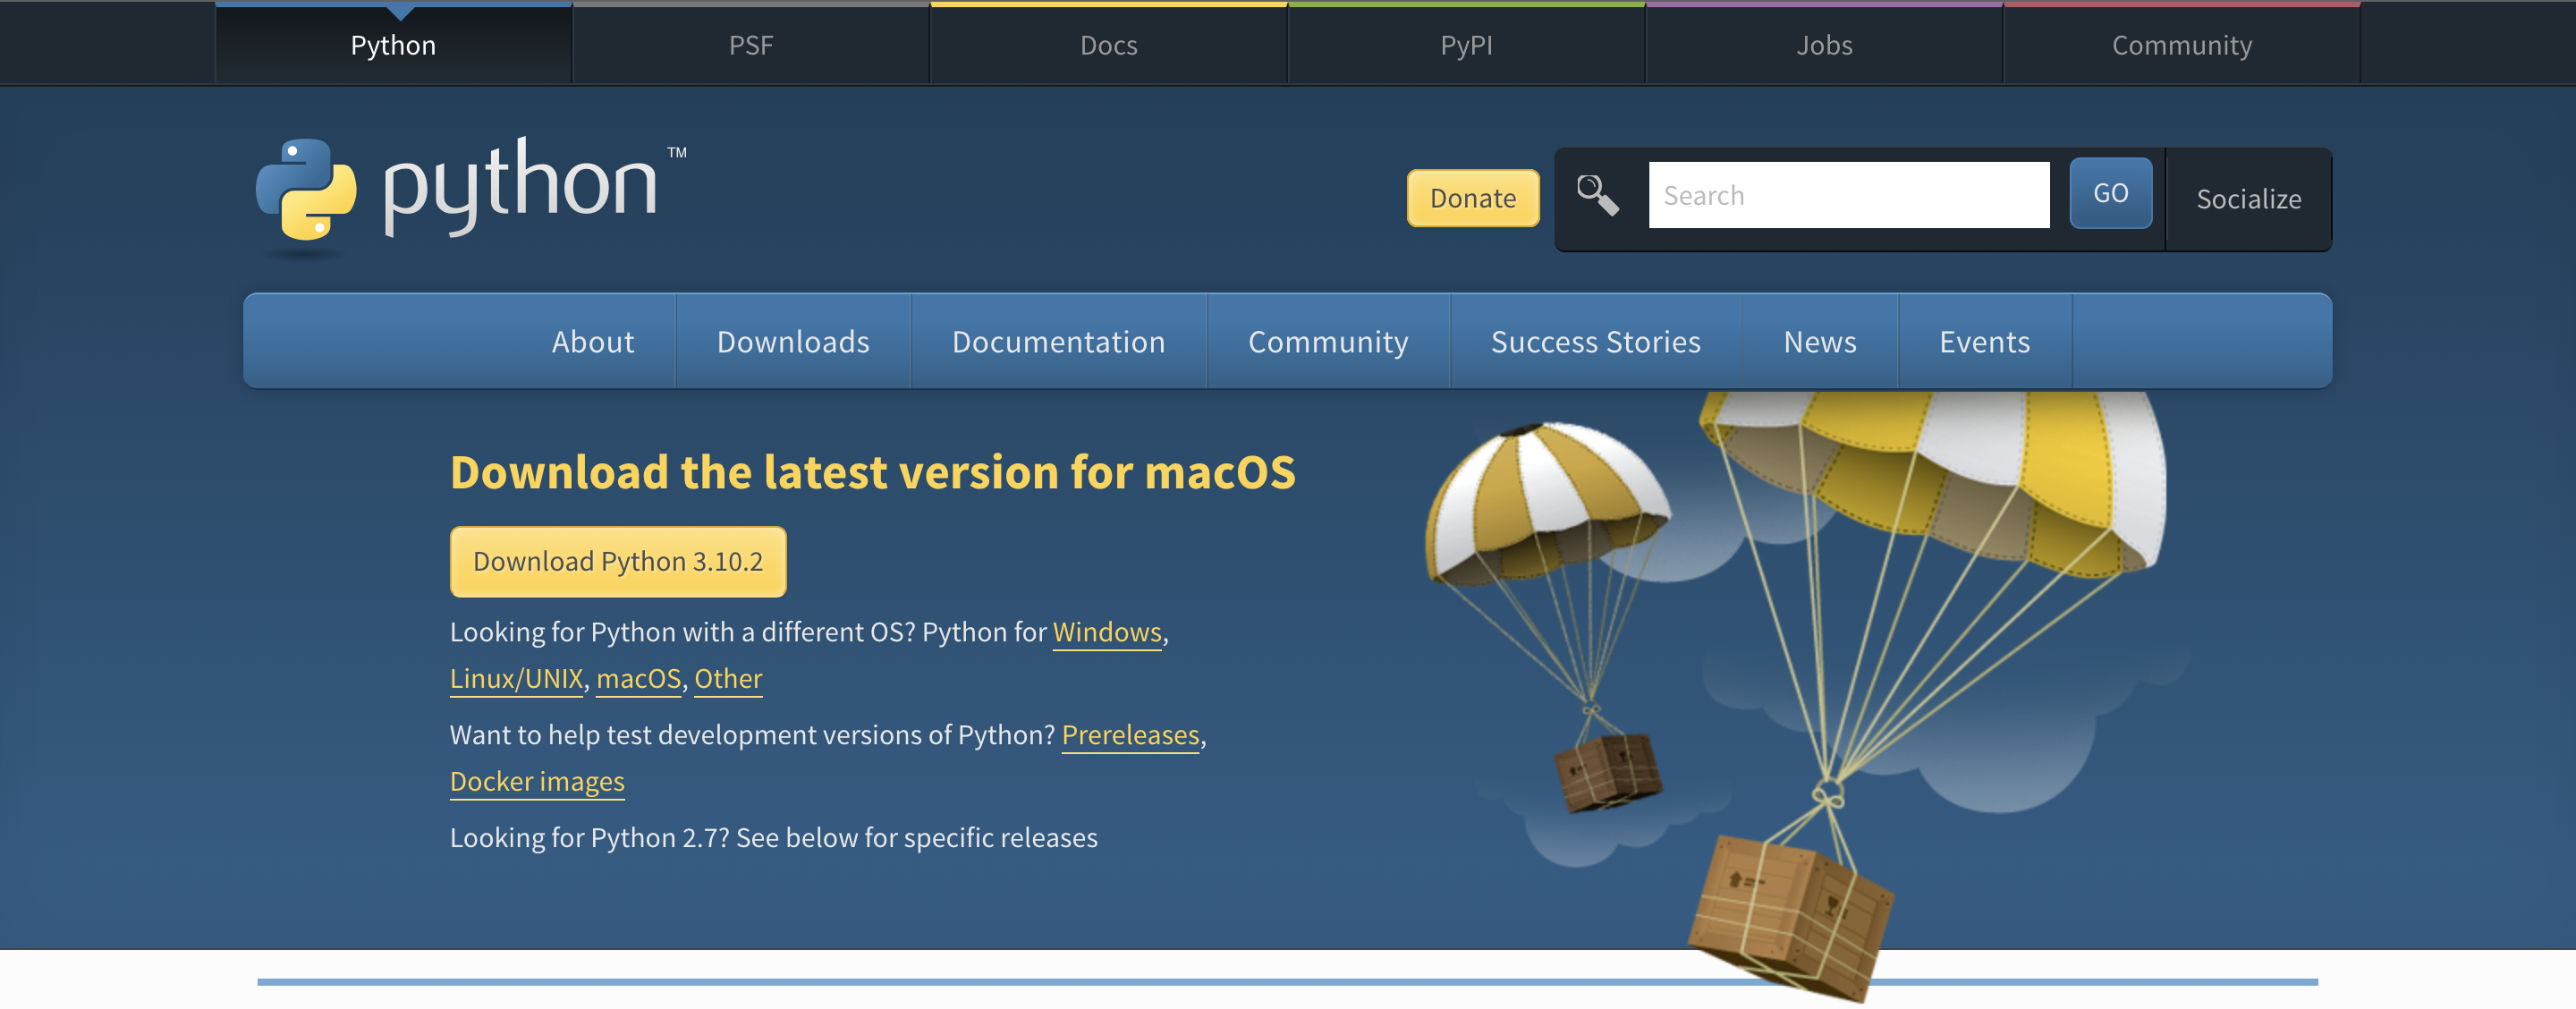 Python PSF Docs PyPI Jobs Community
python™
Donate Search GO Socialize
About Downloads Documentation Community Success Stories News Events
Download the latest version for macOS
Download Python 3.10.2
Looking for Python with a different OS? Python for Windows,
Linux/UNIX, macOS, Other
Want to help test development versions of Python? Prereleases,
Docker images
Looking for Python 2.7? See below for specific releases